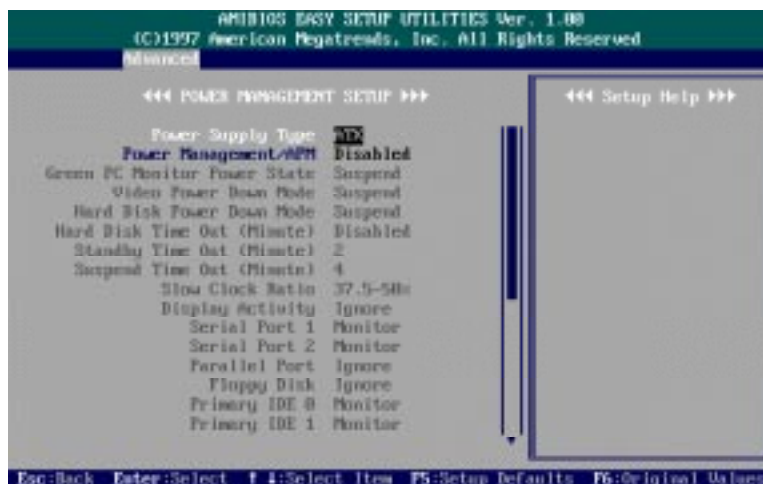 AMIBIOS EASY SETUP UTILITIES Ver. 1.00
(C)1997 American Megatrends, Inc. All Rights Reserved
Advanced
POWER MANAGEMENT SETUP
Setup Help
Power Supply Type ATX
Power Management/APM Disabled
Green PC Monitor Power State Suspend
Video Power Down Mode Suspend
Hard Disk Power Down Mode Suspend
Hard Disk Time Out (Minute) Disabled
Standby Time Out (Minute) 2
Suspend Time Out (Minute) 4
Slow Clock Ratio 37.5-50%
Display Activity Ignore
Serial Port 1 Monitor
Serial Port 2 Monitor
Parallel Port Ignore
Floppy Disk Ignore
Primary IDE 0 Monitor
Primary IDE 1 Monitor
Esc:Back Enter:Select ↑ ↓:Select Item F5:Setup Defaults F6:Original Values